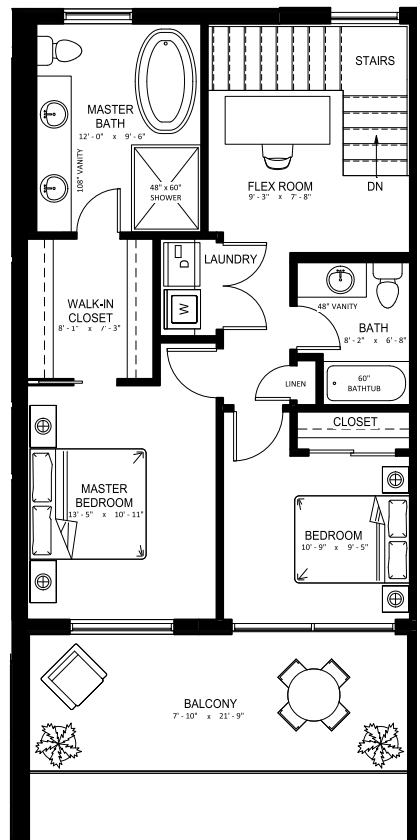 STAIRS
MASTER
BATH
12' - 0" x 9' - 6"
108" VANITY
48" x 60"
SHOWER
FLEX ROOM
9' - 3" x 7' - 8"
DN
LAUNDRY
D
W
WALK-IN
CLOSET
8' - 1" x 7' - 3"
48" VANITY
BATH
8' - 2" x 6' - 8"
60"
BATHTUB
LINEN
CLOSET
MASTER
BEDROOM
13' - 5" x 10' - 11"
BEDROOM
10' - 9" x 9' - 5"
BALCONY
7' - 10" x 21' - 9"